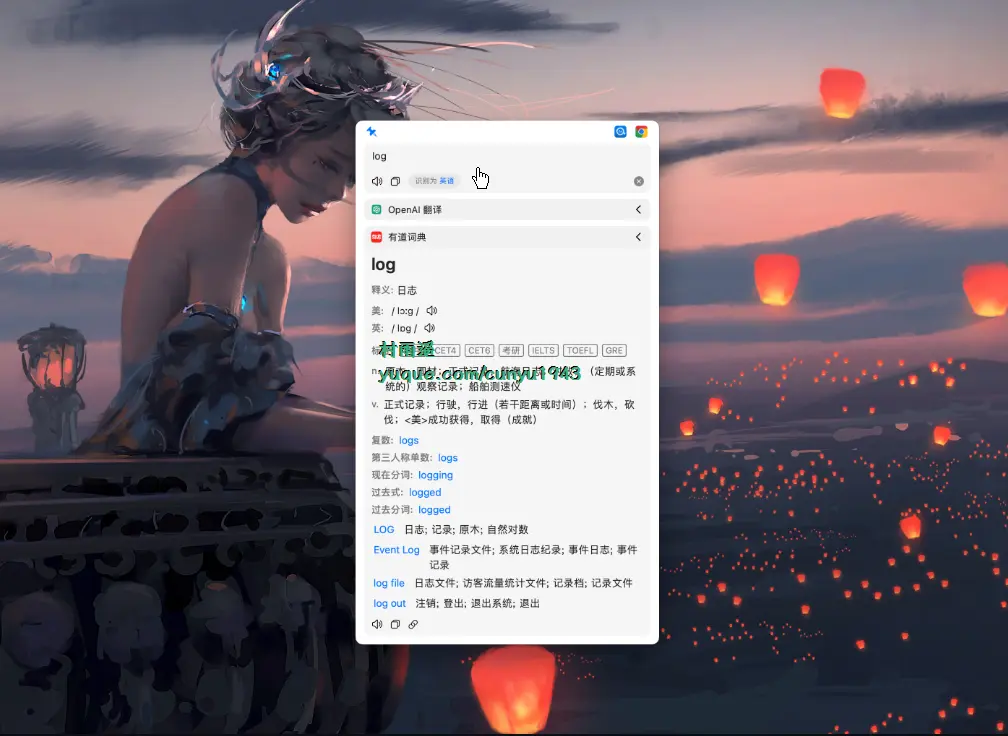 log
识别为 英语
OpenAI 翻译
有道词典
log
释义: 日志
美: / lɔːɡ /
英: / lɒɡ /
CET4 CET6 考研 IELTS TOEFL GRE
村雨遥
yuque.com/cunyu1943
（定期或系
统的）观察记录；船舶测速仪
v. 正式记录；行驶，行进（若干距离或时间）；伐木，砍
伐；<美>成功获得，取得（成就）
复数: logs
第三人称单数: logs
现在分词: logging
过去式: logged
过去分词: logged
LOG 日志; 记录; 原木; 自然对数
Event Log 事件记录文件; 系统日志纪录; 事件日志; 事件
记录
log file 日志文件; 访客流量统计文件; 记录档; 记录文件
log out 注销; 登出; 退出系统; 退出